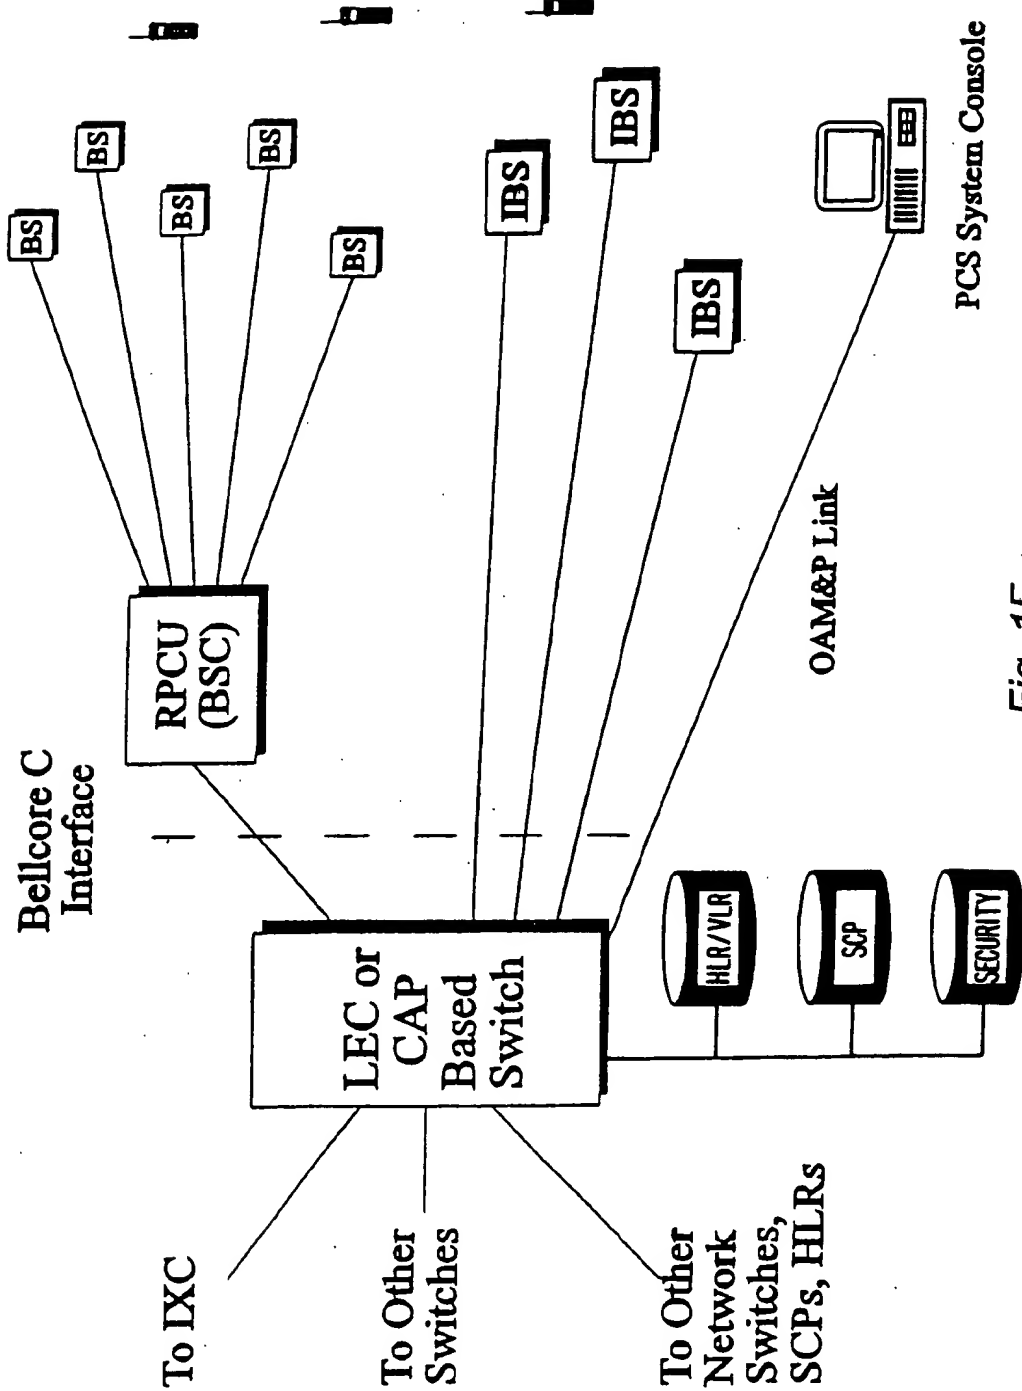 Bellcore C
Interface
BS
BS
BS
BS
BS
RPCU
(BSC)
To IXC
To Other
Switches
To Other
Network
Switches,
SCPs, HLRs
LEC or
CAP
Based
Switch
IBS
IBS
IBS
HLR/VLR
SCP
SECURITY
OAM&P Link
PCS System Console
Fig.